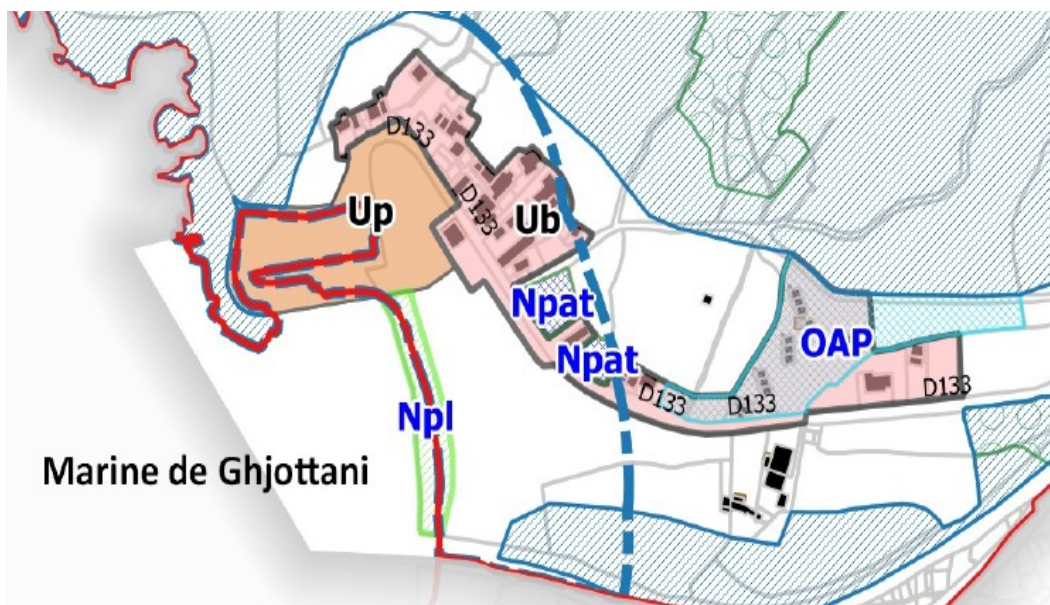 D133
Up
D133
Ub
Npat
Npat
OAP
D133
D133
D133
Npl
Marine de Ghjottani